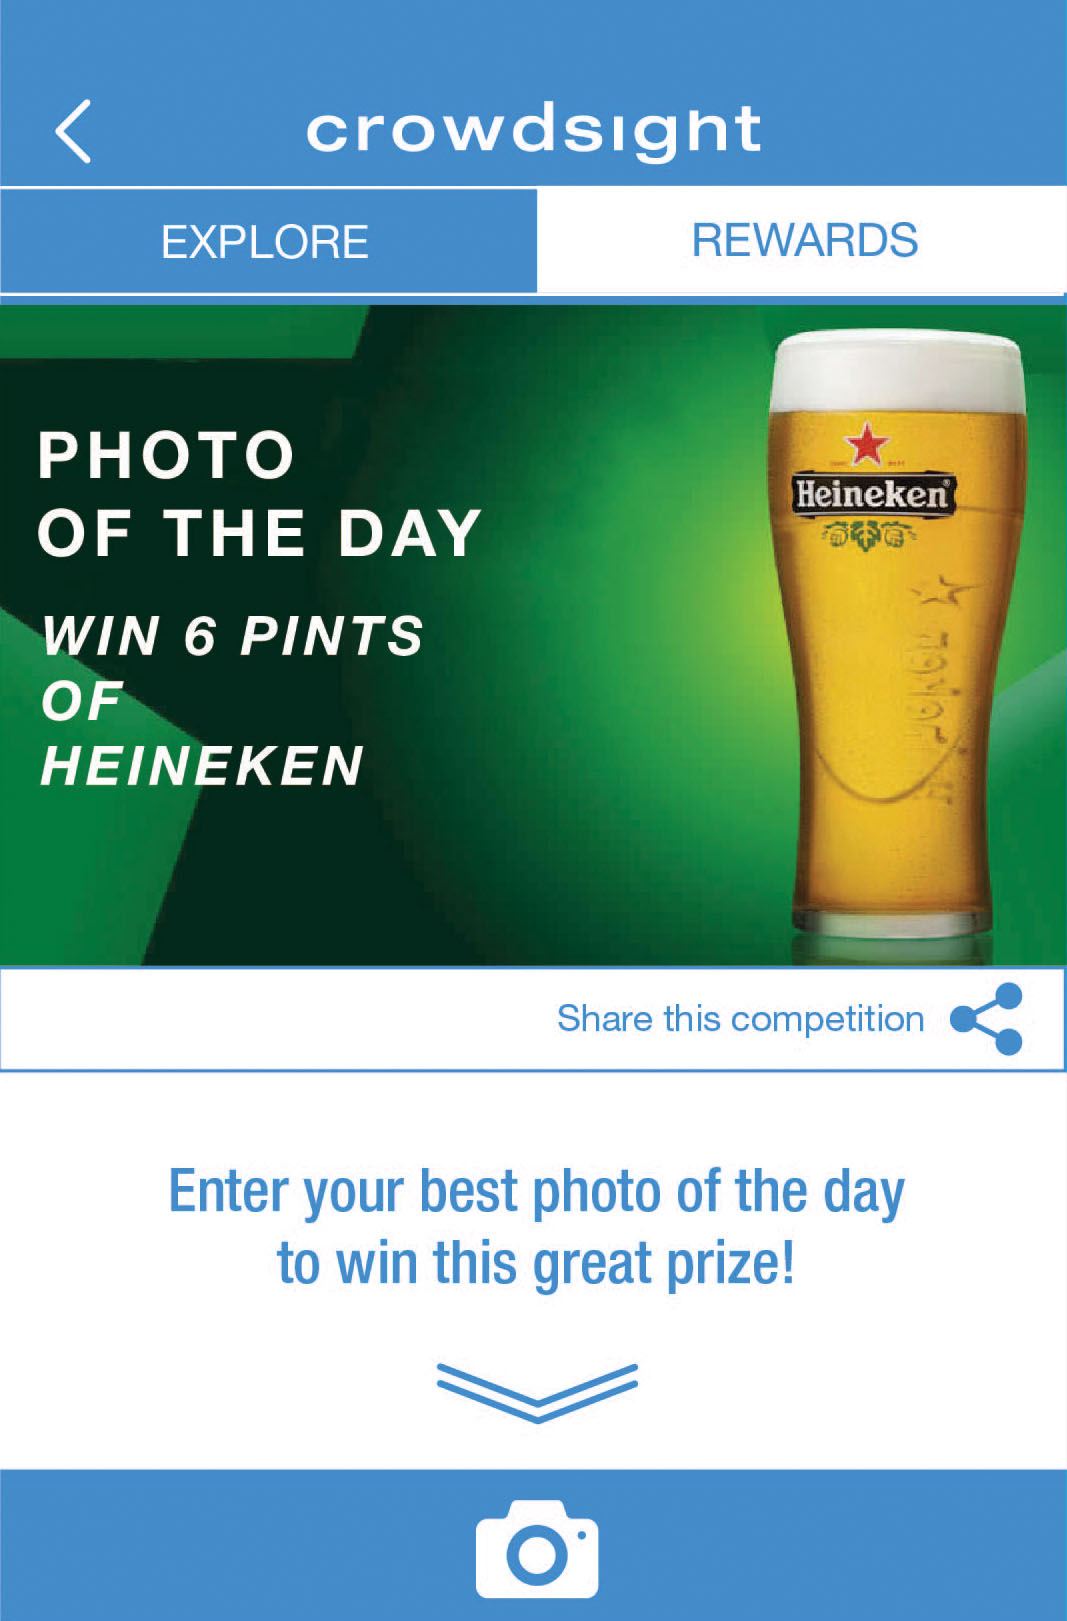 crowdsight
EXPLORE
REWARDS
PHOTO
OF THE DAY
WIN 6 PINTS
OF
HEINEKEN
Heineken®
Share this competition
Enter your best photo of the day
to win this great prize!